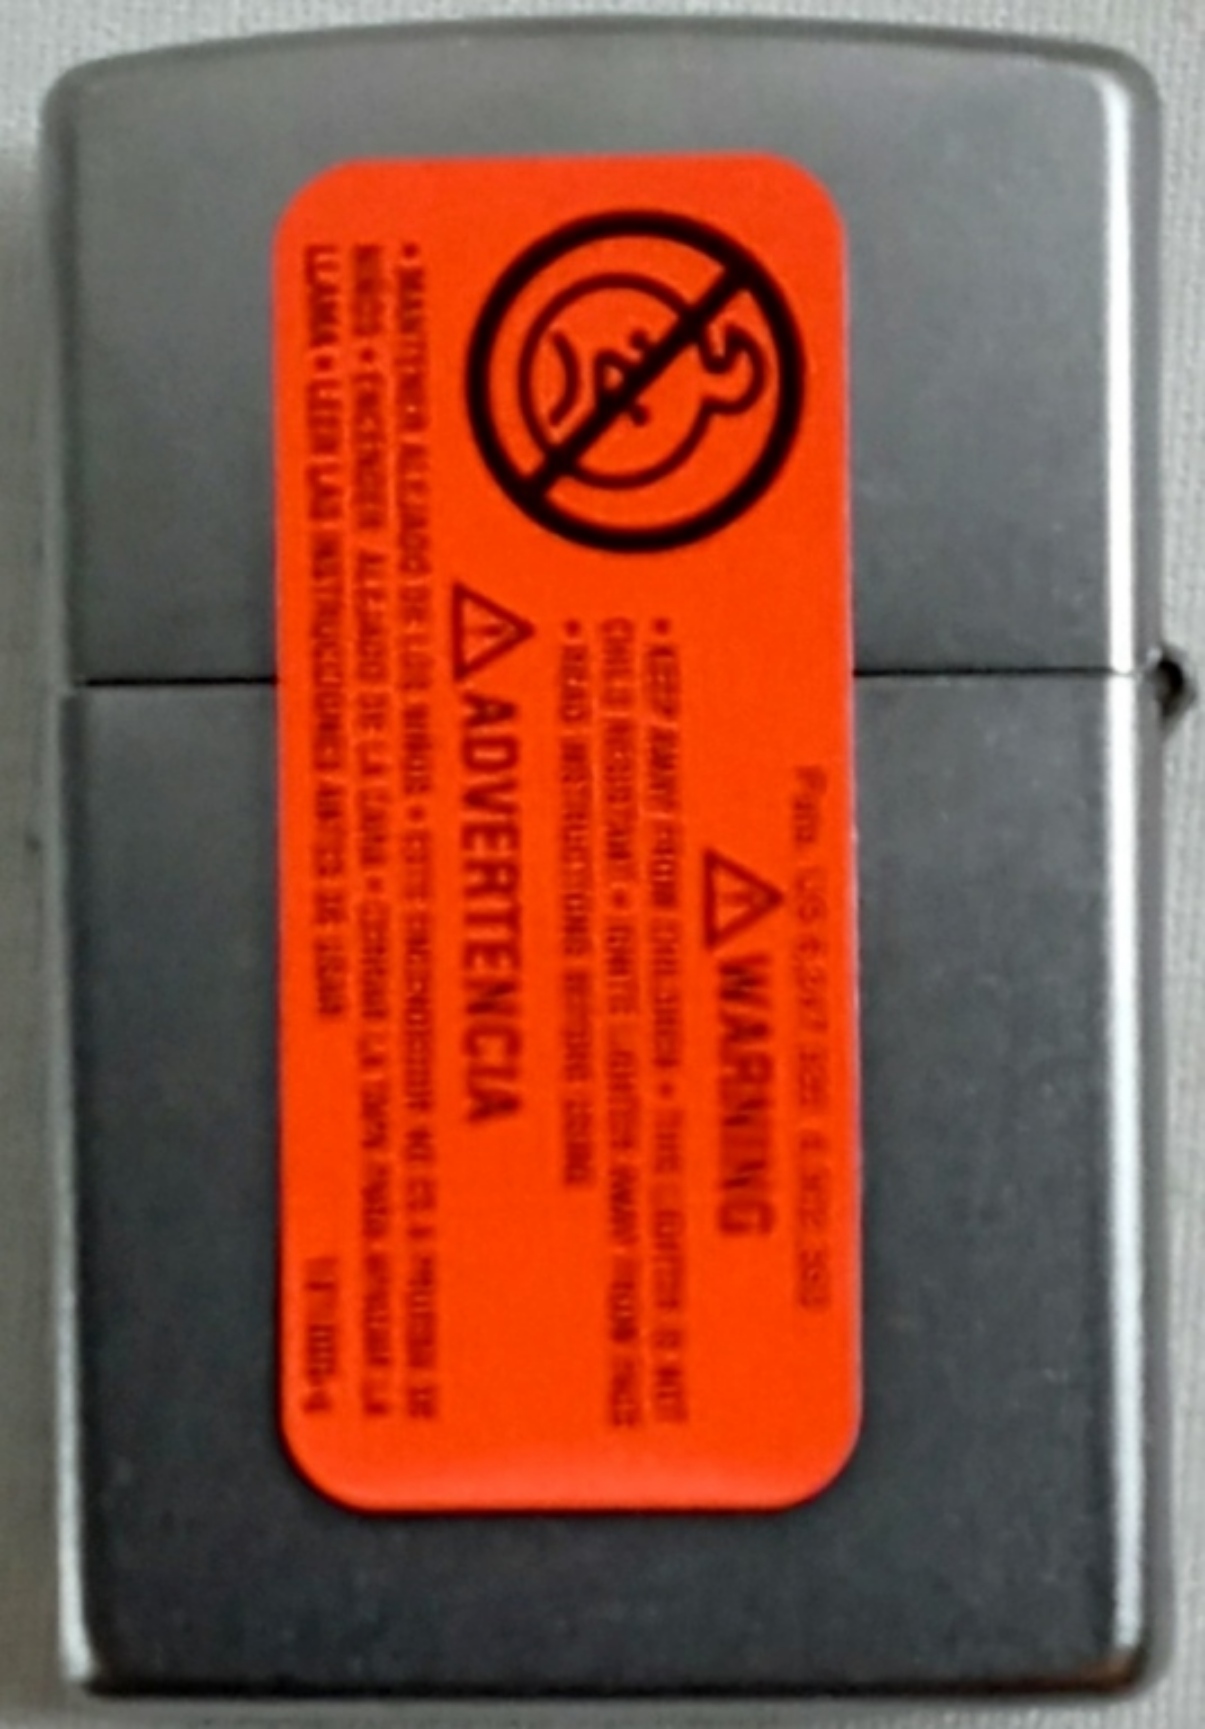 ⚠ WARNING
• KEEP AWAY FROM CHILDREN • THIS LIGHTER IS NOT
CHILD RESISTANT • IGNITE LIGHTER AWAY FROM FACE
• READ INSTRUCTIONS BEFORE USING
⚠ ADVERTENCIA
• MANTENER ALEJADO DE LOS NIÑOS • ESTE ENCENDEDOR NO ES A PRUEBA DE
NIÑOS • ENCENDER ALEJADO DE LA CARA • CERRAR LA TAPA PARA APAGAR LA
LLAMA • LEER LAS INSTRUCCIONES ANTES DE USAR